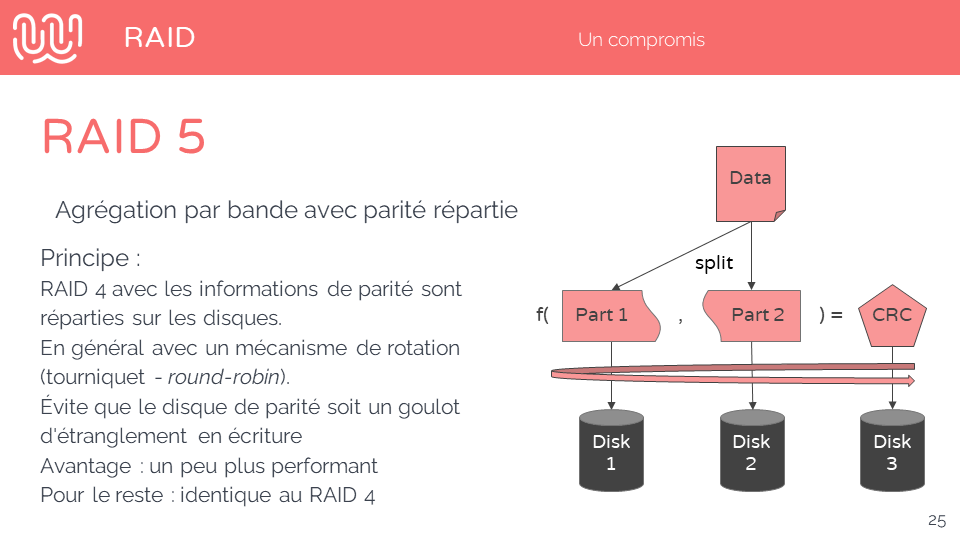 RAID
Un compromis
RAID 5
Agrégation par bande avec parité répartie
Principe :
RAID 4 avec les informations de parité sont
réparties sur les disques.
En général avec un mécanisme de rotation
(tourniquet - round-robin).
Évite que le disque de parité soit un goulot
d'étranglement en écriture
Avantage : un peu plus performant
Pour le reste : identique au RAID 4
Data
split
f( Part 1 , Part 2 ) = CRC
Disk
1
Disk
2
Disk
3
25